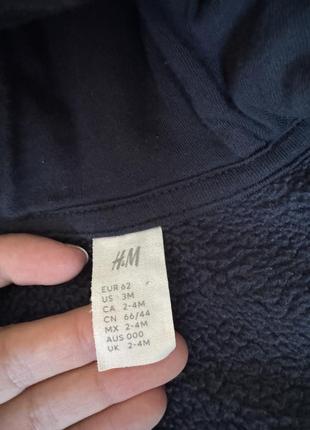 H&M
EUR 62
US 3M
CA 2-4M
CN 66/44
MX 2-4M
AUS 000
UK 2-4M